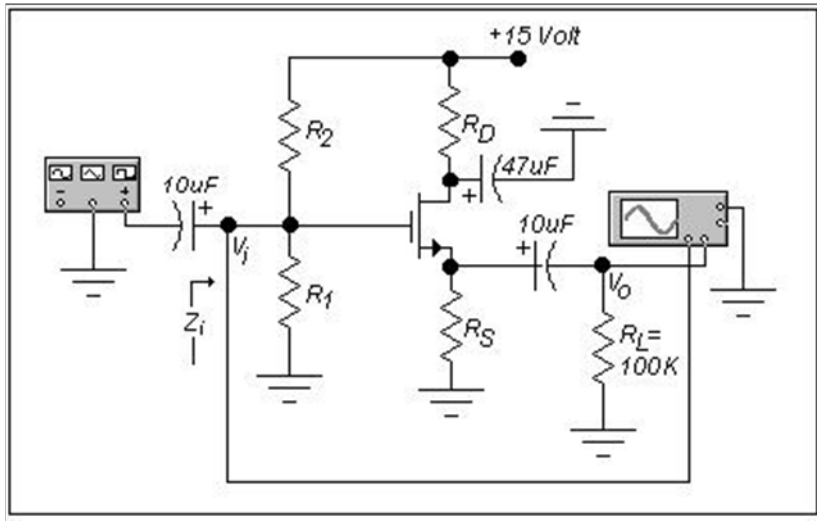 +15 Volt
R2
RD
47uF
+
10uF
+
- +
10uF
+
Vi
R1
Zi
RS
Vo
RL=
100K